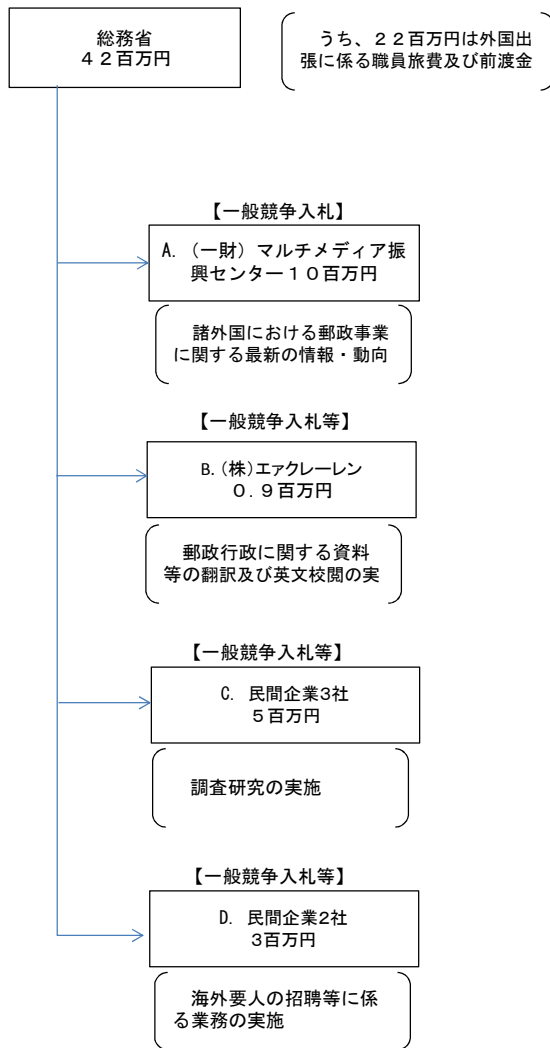 総務省
４２百万円
うち、２２百万円は外国出
張に係る職員旅費及び前渡金
【一般競争入札】
A. （一財）マルチメディア振
興センター１０百万円
諸外国における郵政事業
に関する最新の情報・動向
【一般競争入札等】
B.（株）エァクレーレン
０．９百万円
郵政行政に関する資料
等の翻訳及び英文校閲の実
【一般競争入札等】
C. 民間企業3社
５百万円
調査研究の実施
【一般競争入札等】
D. 民間企業2社
3百万円
海外要人の招聘等に係
る業務の実施